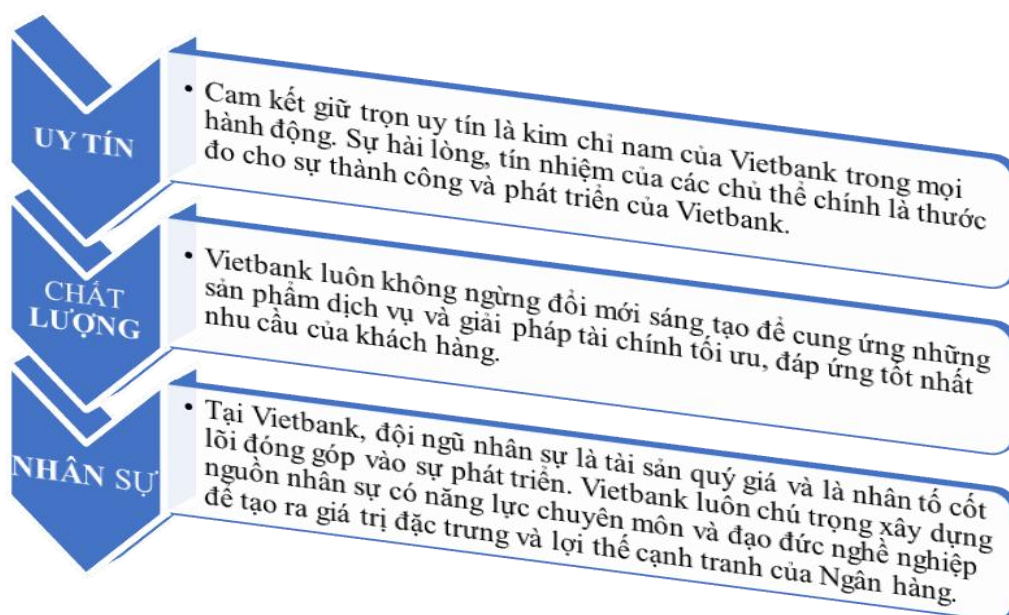 UY TÍN
• Cam kết giữ trọn uy tín là kim chỉ nam của Vietbank trong mọi
hành động. Sự hài lòng, tín nhiệm của các chủ thể chính là thước
đo cho sự thành công và phát triển của Vietbank.
CHẤT
LƯỢNG
• Vietbank luôn không ngừng đổi mới sáng tạo để cung ứng những
sản phẩm dịch vụ và giải pháp tài chính tối ưu, đáp ứng tốt nhất
nhu cầu của khách hàng.
NHÂN SỰ
• Tại Vietbank, đội ngũ nhân sự là tài sản quý giá và là nhân tố cốt
lõi đóng góp vào sự phát triển. Vietbank luôn chú trọng xây dựng
nguồn nhân sự có năng lực chuyên môn và đạo đức nghề nghiệp
để tạo ra giá trị đặc trưng và lợi thế cạnh tranh của Ngân hàng.